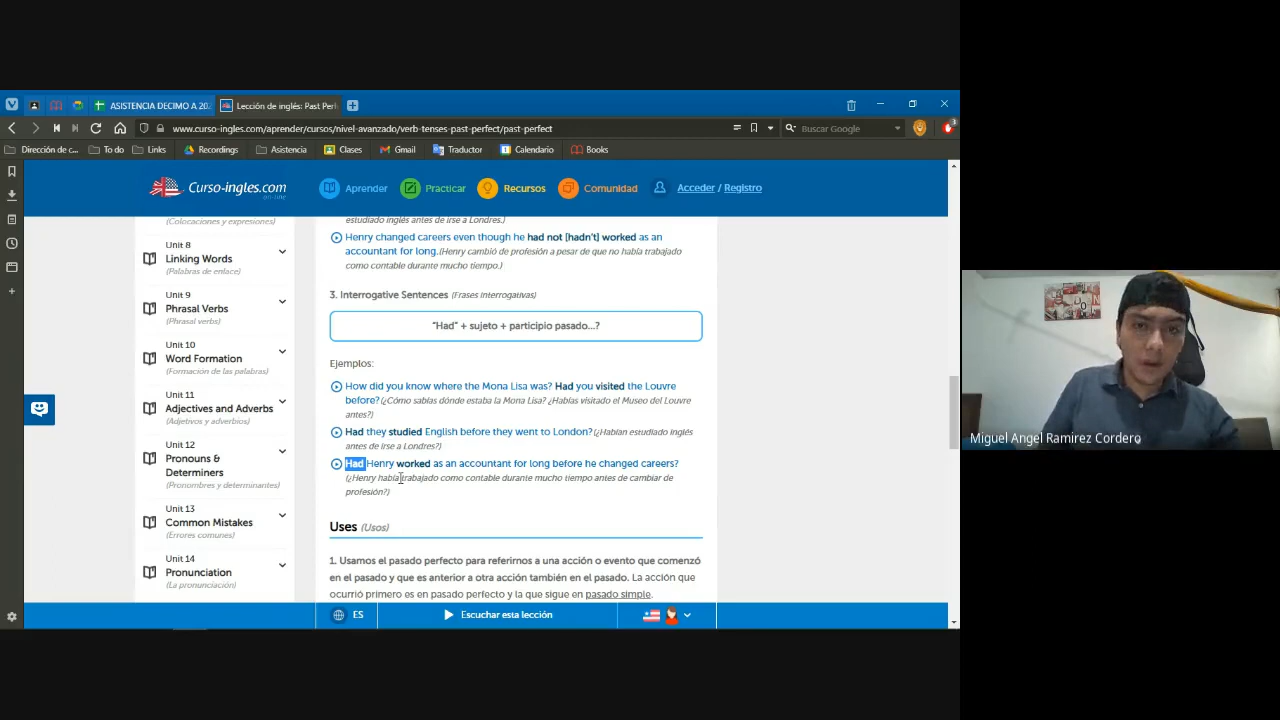 ASISTENCIA DECIMO A 202
Lección de inglés: Past Perf
www.curso-ingles.com/aprender/cursos/nivel-avanzado/verb-tenses-past-perfect/past-perfect
Buscar Google
3
Dirección de c...
To do
Links
Recordings
Asistencia
Clases
Gmail
Traductor
Calendario
Books
Curso-ingles.com
on line
Aprender
Practicar
Recursos
Comunidad
Acceder / Registro
(Colocaciones y expresiones)
Unit 8
Linking Words
(Palabras de enlace)
Unit 9
Phrasal Verbs
(Phrasal verbs)
Unit 10
Word Formation
(Formación de las palabras)
Unit 11
Adjectives and Adverbs
(Adjetivos y adverbios)
Unit 12
Pronouns &
Determiners
(Pronombres y determinantes)
Unit 13
Common Mistakes
(Errores comunes)
Unit 14
Pronunciation
(La pronunciación)
estudiado inglés antes de irse a Londres.)
Henry changed careers even though he had not [hadn't] worked as an
accountant for long.(Henry cambió de profesión a pesar de que no había trabajado
como contable durante mucho tiempo.)
3. Interrogative Sentences (Frases interrogativas)
"Had" + sujeto + participio pasado...?
Ejemplos:
How did you know where the Mona Lisa was? Had you visited the Louvre
before?(¿Cómo sabías dónde estaba la Mona Lisa? ¿Habías visitado el Museo del Louvre
antes?)
Had they studied English before they went to London?(¿Habían estudiado inglés
antes de irse a Londres?)
Had Henry worked as an accountant for long before he changed careers?
(¿Henry había trabajado como contable durante mucho tiempo antes de cambiar de
profesión?)
Uses (Usos)
1. Usamos el pasado perfecto para referirnos a una acción o evento que comenzó
en el pasado y que es anterior a otra acción también en el pasado. La acción que
ocurrió primero es en pasado perfecto y la que sigue en pasado simple.
ES
Escuchar esta lección
Miguel Angel Ramirez Cordero